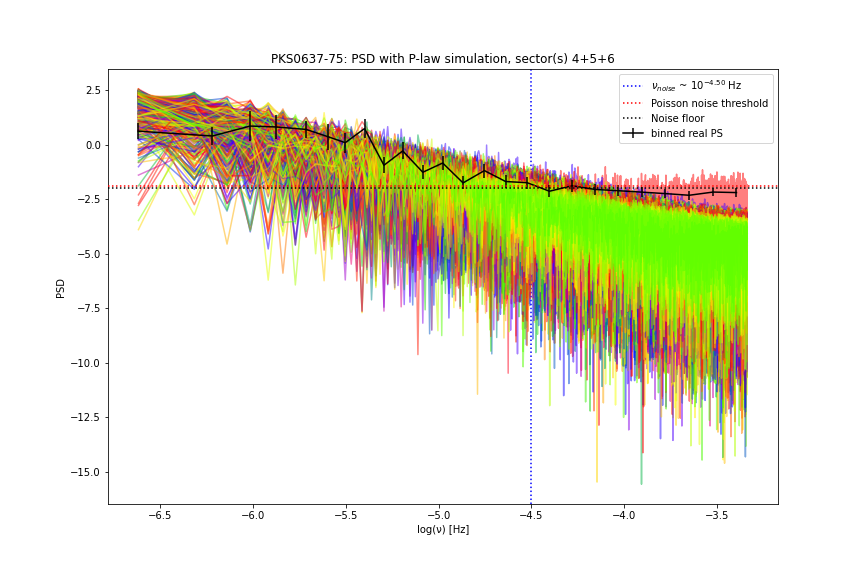 PKS0637-75: PSD with P-law simulation, sector(s) 4+5+6
ν_noise ~ 10^−4.50 Hz
Poisson noise threshold
Noise floor
binned real PS
2.5
0.0
−2.5
−5.0
−7.5
−10.0
−12.5
−15.0
PSD
−6.5 −6.0 −5.5 −5.0 −4.5 −4.0 −3.5
log(ν) [Hz]